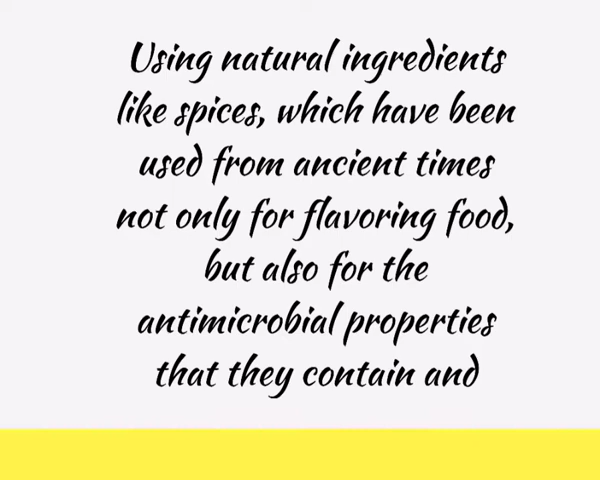 Using natural ingredients
like spices, which have been
used from ancient times
not only for flavoring food,
but also for the
antimicrobial properties
that they contain and